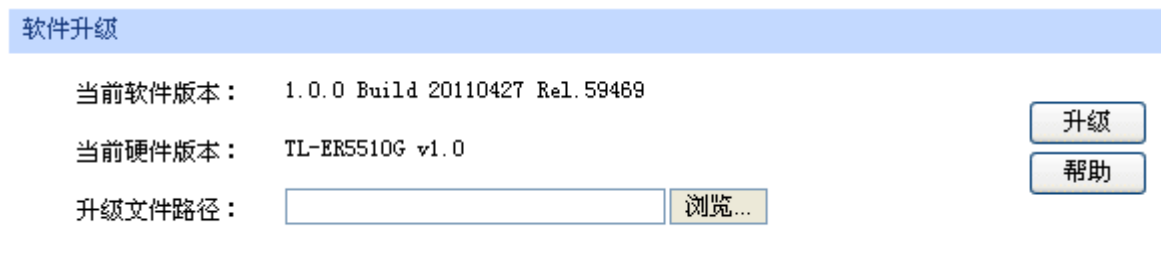 软件升级
当前软件版本： 1.0.0 Build 20110427 Rel.59469
升级
当前硬件版本： TL-ER5510G v1.0
帮助
升级文件路径： 浏览...